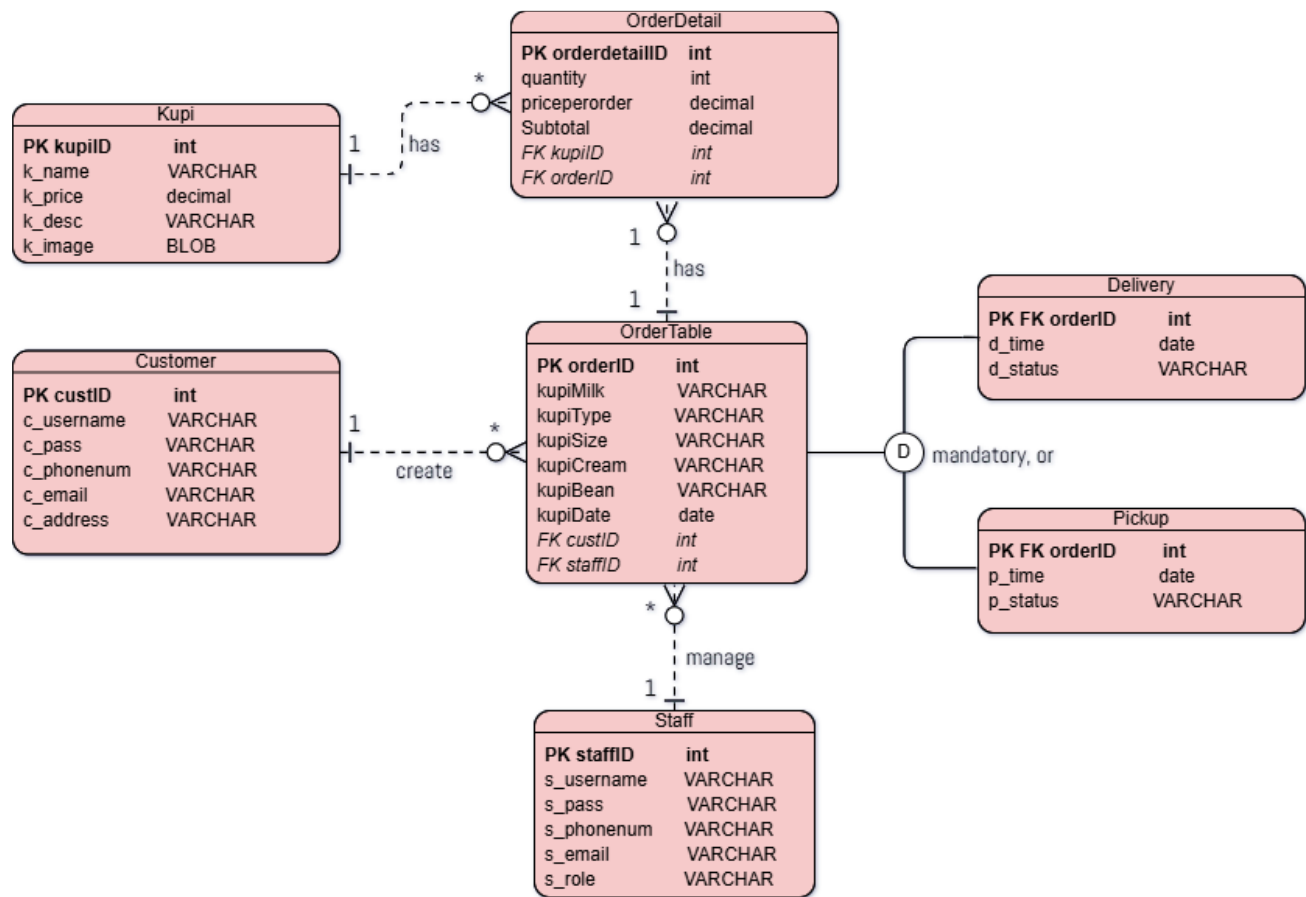 OrderDetail
PK orderdetailID int
quantity int
priceperorder decimal
Subtotal decimal
FK kupiID int
FK orderID int
*
has
1
Kupi
PK kupiID int
k_name VARCHAR
k_price decimal
k_desc VARCHAR
k_image BLOB
1
has
1
OrderTable
PK orderID int
kupiMilk VARCHAR
kupiType VARCHAR
kupiSize VARCHAR
kupiCream VARCHAR
kupiBean VARCHAR
kupiDate date
FK custID int
FK staffID int
Customer
PK custID int
c_username VARCHAR
c_pass VARCHAR
c_phonenum VARCHAR
c_email VARCHAR
c_address VARCHAR
1
*
create
Delivery
PK FK orderID int
d_time date
d_status VARCHAR
D
mandatory, or
Pickup
PK FK orderID int
p_time date
p_status VARCHAR
*
manage
1
Staff
PK staffID int
s_username VARCHAR
s_pass VARCHAR
s_phonenum VARCHAR
s_email VARCHAR
s_role VARCHAR